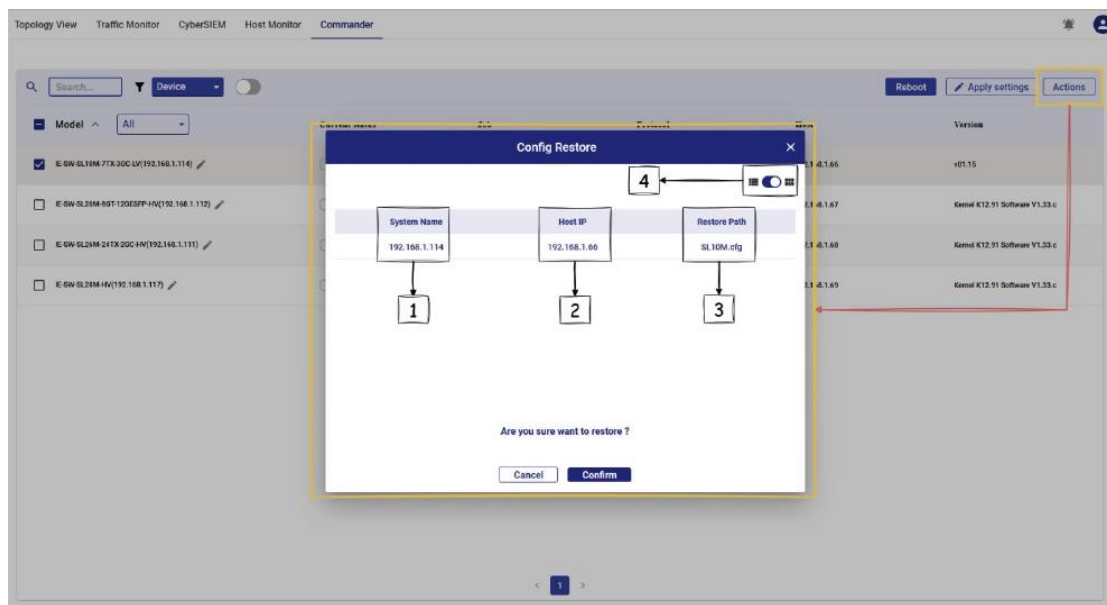 Topology View Traffic Monitor CyberSIEM Host Monitor Commander
Search... Device Reboot Apply settings Actions
Model All Version
E-SW-SL10M-7TX-3GC-LV(192.168.1.114) v01.15
E-SW-SL20M-8GT-12GESFP-HV(192.168.1.112) Kernel K12.91 Software V1.33.c
E-SW-SL26M-24TX-2GC-HV(192.168.1.111) Kernel K12.91 Software V1.33.c
E-SW-SL28M-HV(192.168.1.117) Kernel K12.91 Software V1.33.c
Config Restore
4
System Name Host IP Restore Path
192.168.1.114 192.168.1.66 SL10M.cfg
1 2 3
Are you sure want to restore ?
Cancel Confirm
1